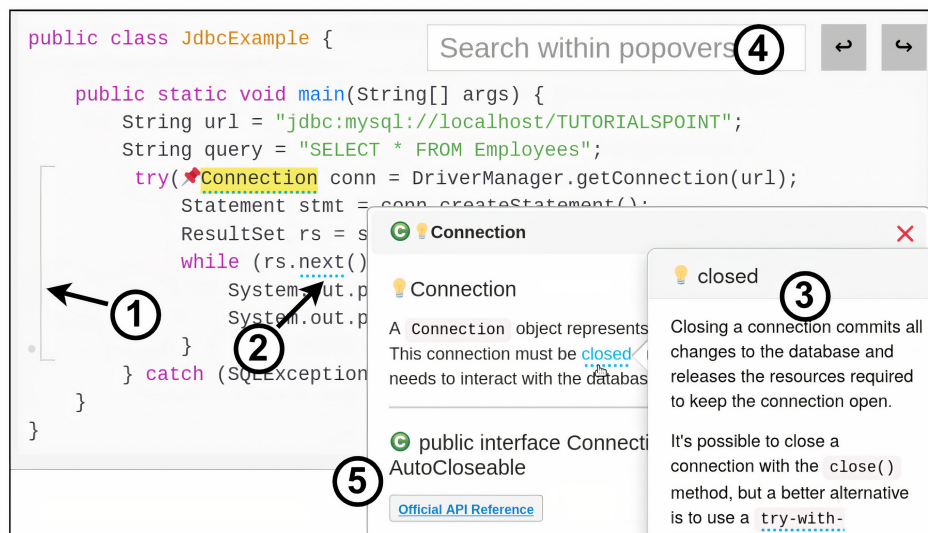 public class JdbcExample {
Search within popovers
4
↩ ↪
public static void main(String[] args) {
String url = "jdbc:mysql://localhost/TUTORIALSPOINT";
String query = "SELECT * FROM Employees";
try(Connection conn = DriverManager.getConnection(url);
Statement stmt = conn.createStatement();
ResultSet rs = s
while (rs.next()
System.out.p
System.out.p
}
} catch (SQLException
}
}
1
2
C Connection
Connection
A Connection object represents
This connection must be closed
needs to interact with the databas
C public interface Connecti
AutoCloseable
5
Official API Reference
closed
3
Closing a connection commits all
changes to the database and
releases the resources required
to keep the connection open.
It's possible to close a
connection with the close()
method, but a better alternative
is to use a try-with-